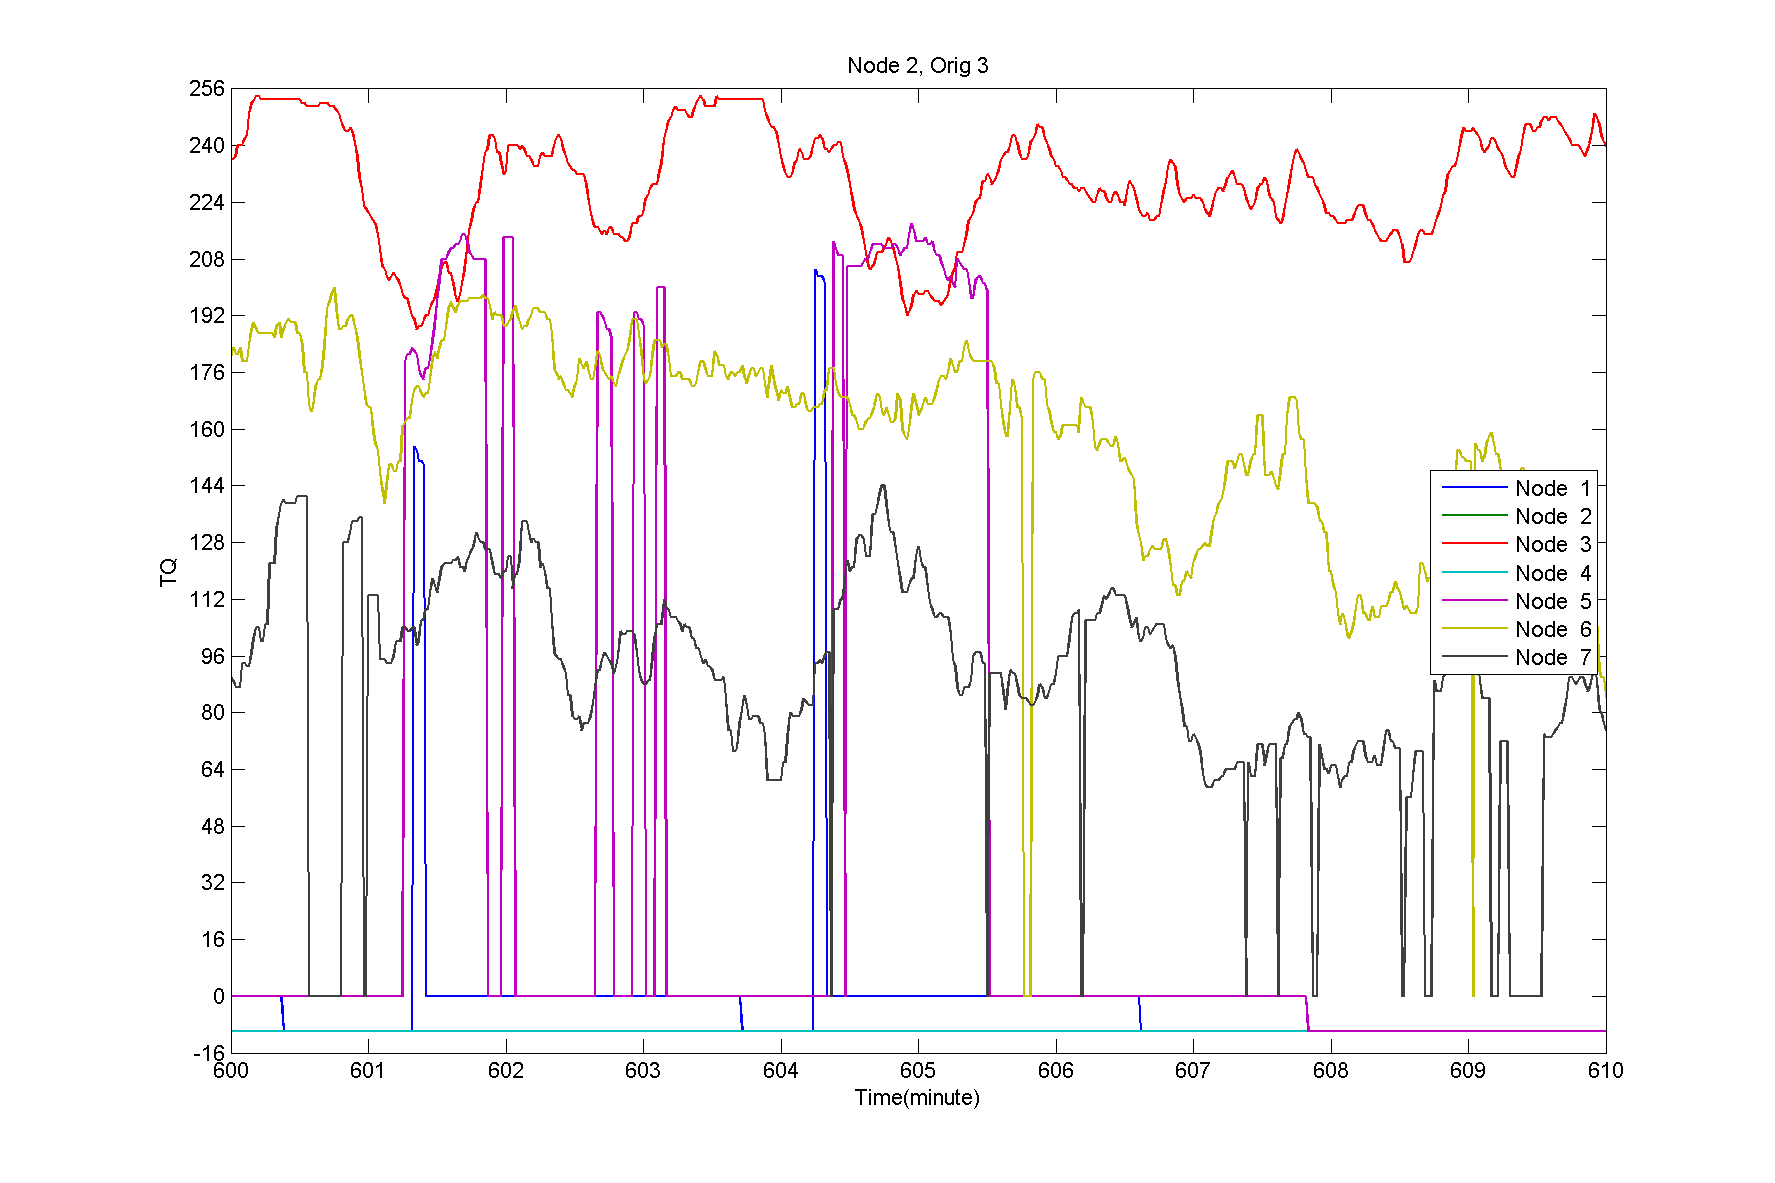 Node 2, Orig 3
256
240
224
208
192
176
160
144
128
112
96
80
64
48
32
16
0
-16
TQ
Node 1
Node 2
Node 3
Node 4
Node 5
Node 6
Node 7
600 601 602 603 604 605 606 607 608 609 610
Time(minute)